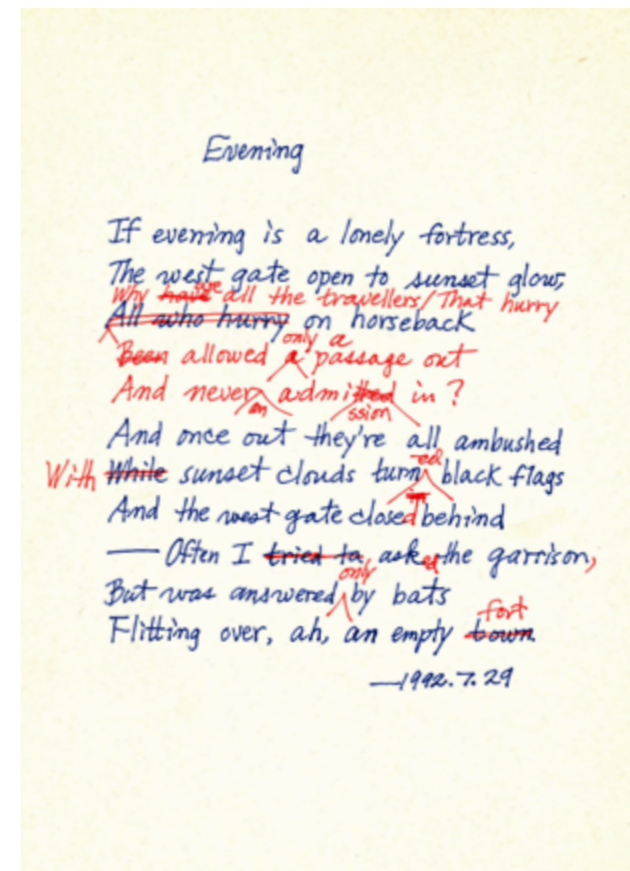 Evening
If evening is a lonely fortress,
The west gate open to sunset glow,
Why have are all the travellers/That hurry
All who hurry on horseback
only a
Been allowed a passage out
And never admitted in?
an ssion
And once out they're all ambushed
ed
With While sunset clouds turn black flags
And the west gate closed behind
— Often I tried to asked the garrison,
only
But was answered by bats
fort
Flitting over, ah, an empty town
—1992.7.29